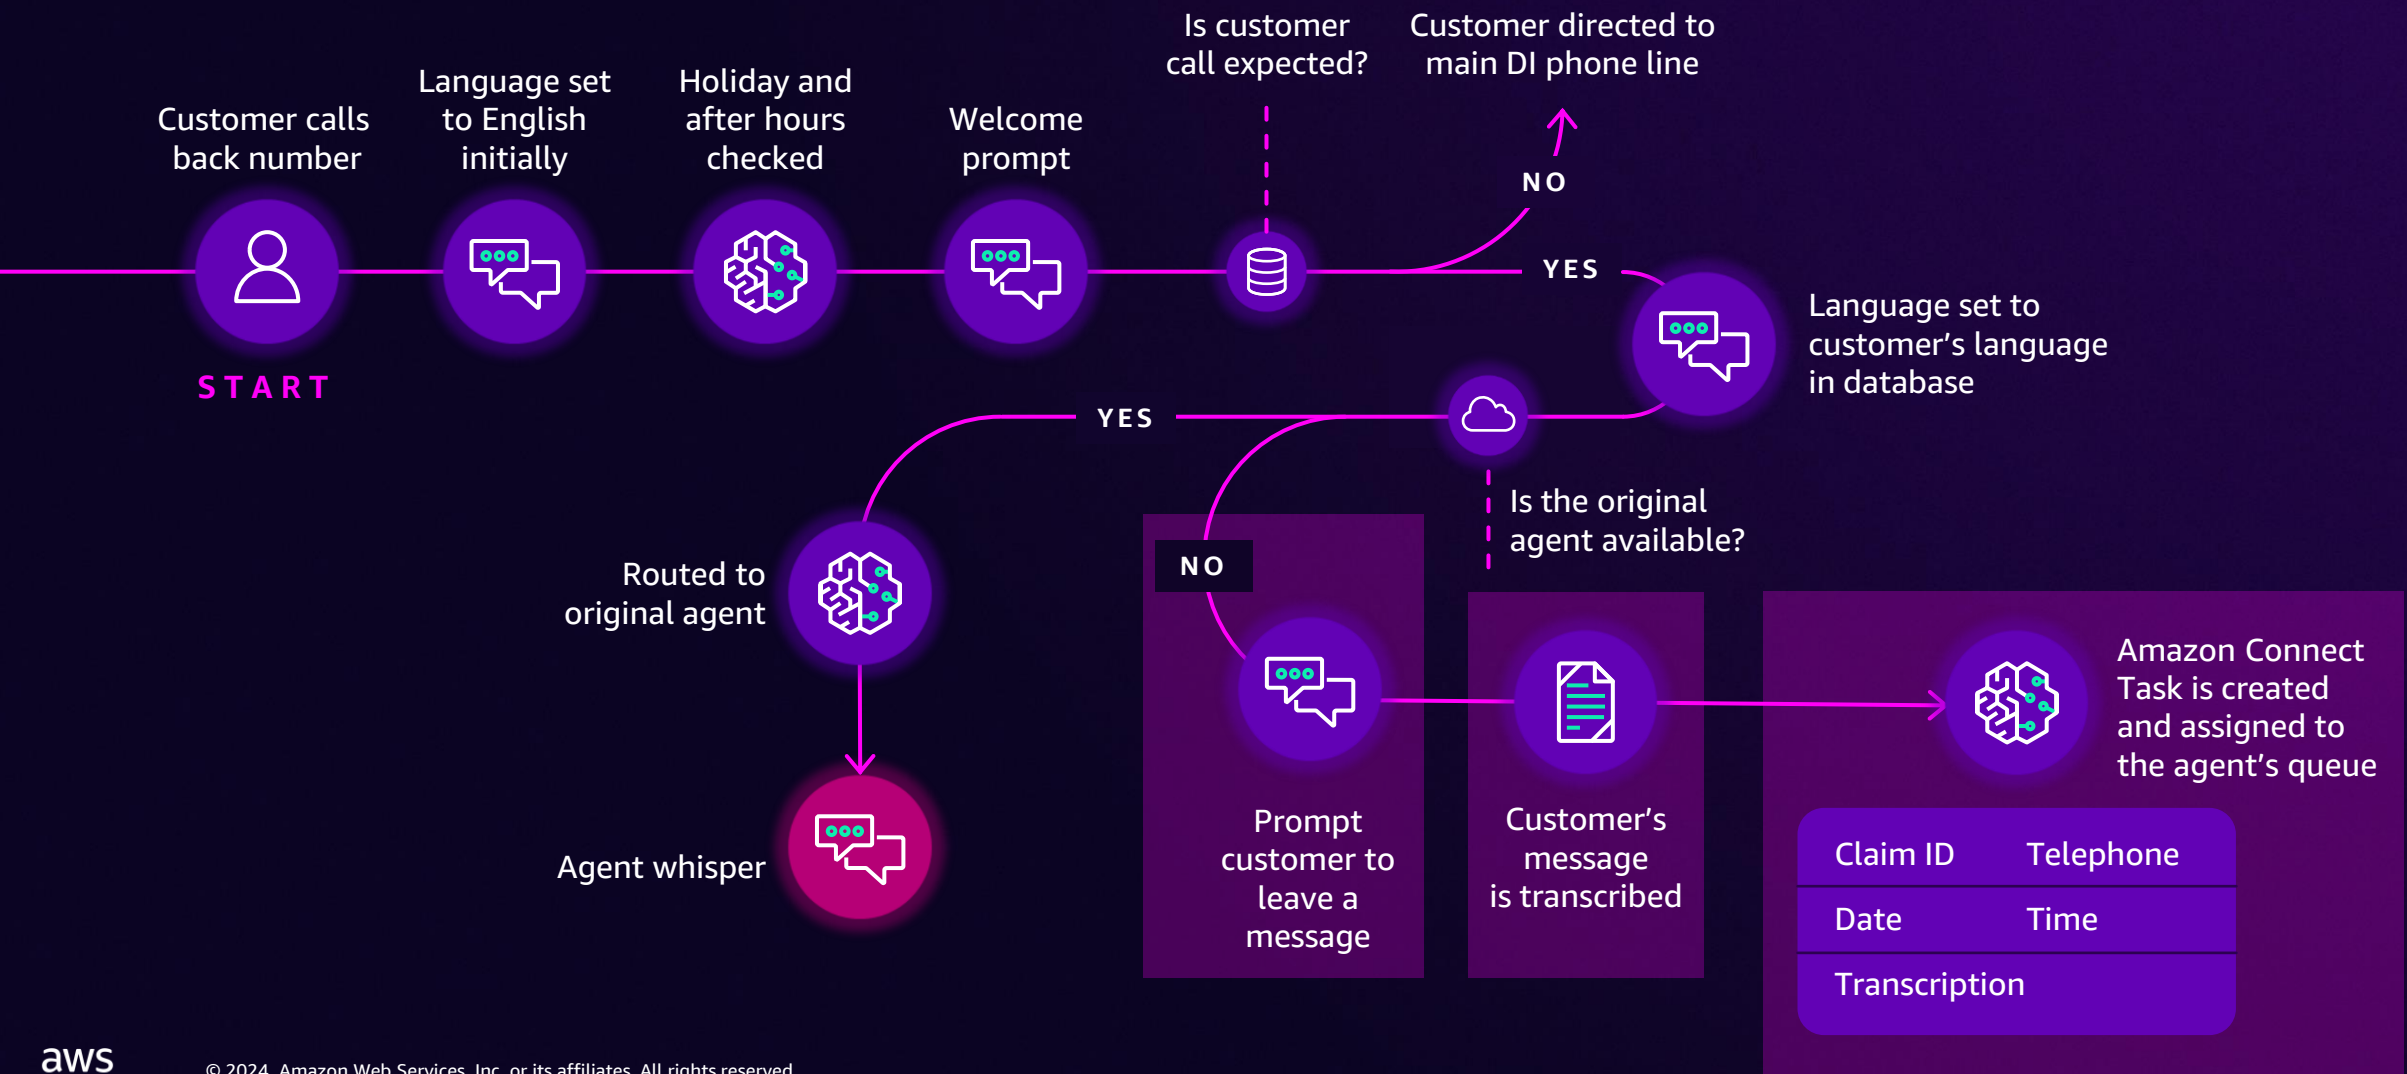 Customer calls
back number
START
Language set
to English
initially
Holiday and
after hours
checked
Welcome
prompt
Is customer
call expected?
Customer directed to
main DI phone line
NO
YES
Language set to
customer's language
in database
Is the original
agent available?
YES
Routed to
original agent
Agent whisper
NO
Prompt
customer to
leave a
message
Customer's
message
is transcribed
Amazon Connect
Task is created
and assigned to
the agent's queue
Claim ID Telephone
Date Time
Transcription
aws
© 2024, Amazon Web Services, Inc. or its affiliates. All rights reserved.